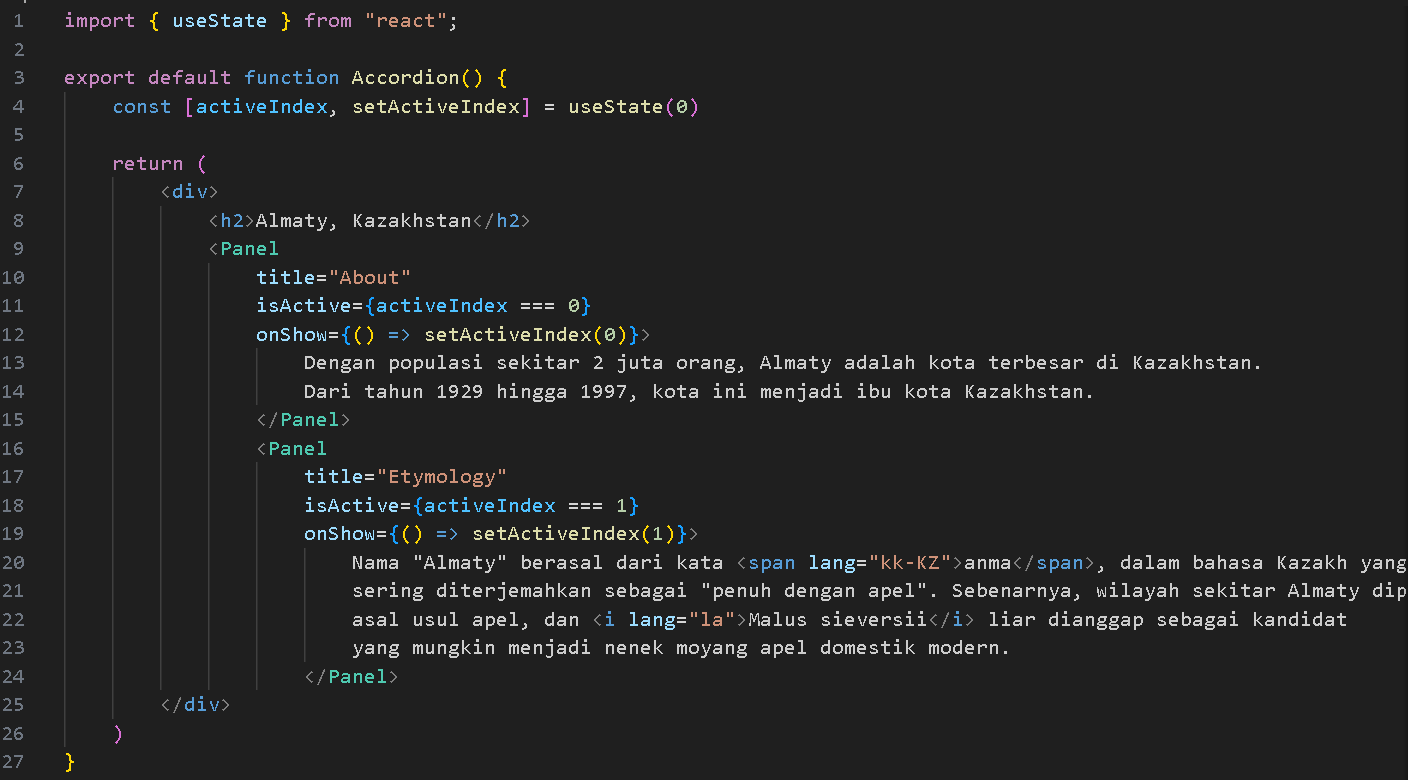 1 import { useState } from "react";
2
3 export default function Accordion() {
4     const [activeIndex, setActiveIndex] = useState(0)
5
6     return (
7         <div>
8             <h2>Almaty, Kazakhstan</h2>
9             <Panel
10                 title="About"
11                 isActive={activeIndex === 0}
12                 onShow={() => setActiveIndex(0)}>
13                     Dengan populasi sekitar 2 juta orang, Almaty adalah kota terbesar di Kazakhstan.
14                     Dari tahun 1929 hingga 1997, kota ini menjadi ibu kota Kazakhstan.
15                 </Panel>
16                 <Panel
17                     title="Etymology"
18                     isActive={activeIndex === 1}
19                     onShow={() => setActiveIndex(1)}>
20                         Nama "Almaty" berasal dari kata <span lang="kk-KZ">anma</span>, dalam bahasa Kazakh yang
21                         sering diterjemahkan sebagai "penuh dengan apel". Sebenarnya, wilayah sekitar Almaty dip
22                         asal usul apel, dan <i lang="la">Malus sieversii</i> liar dianggap sebagai kandidat
23                         yang mungkin menjadi nenek moyang apel domestik modern.
24                     </Panel>
25         </div>
26     )
27 }